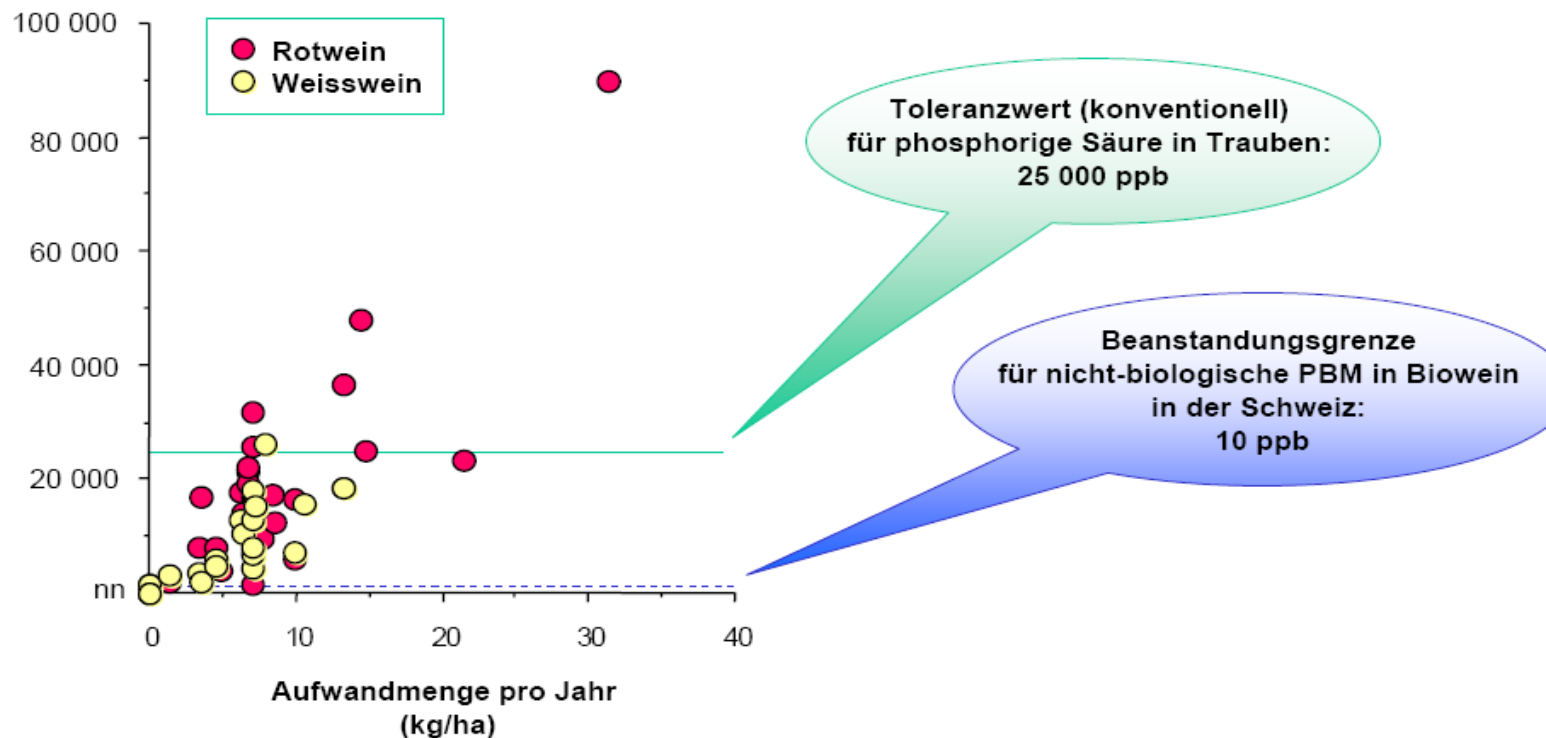 100 000
80 000
60 000
40 000
20 000
nn
Rotwein
Weisswein
0 10 20 30 40
Aufwandmenge pro Jahr
(kg/ha)
Toleranzwert (konventionell)
für phosphorige Säure in Trauben:
25 000 ppb
Beanstandungsgrenze
für nicht-biologische PBM in Biowein
in der Schweiz:
10 ppb